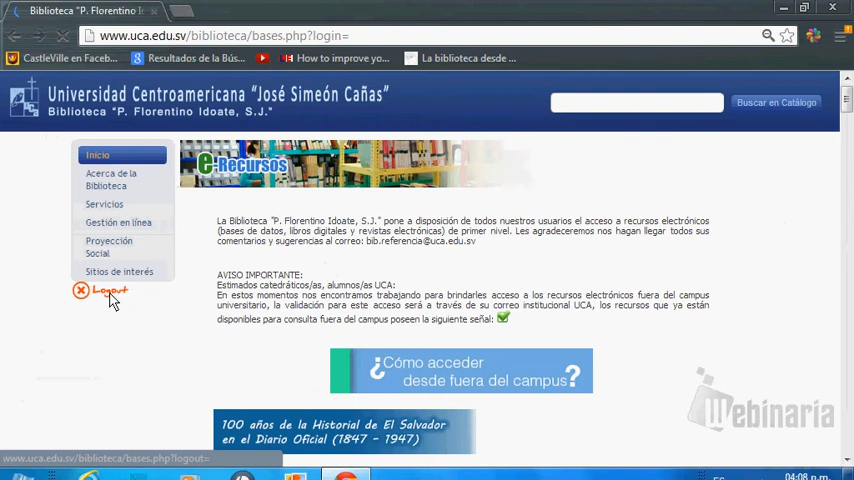 Biblioteca "P. Florentino I
www.uca.edu.sv/biblioteca/bases.php?login=
CastleVille en Faceb...
Resultados de la Bús...
How to improve yo...
La biblioteca desde ...
Universidad Centroamericana "José Simeón Cañas"
Biblioteca "P. Florentino Idoate, S.J."
Buscar en Catálogo
Inicio
Acerca de la
Biblioteca
Servicios
Gestión en línea
Proyección
Social
Sitios de interés
Logout
e-Recursos
La Biblioteca "P. Florentino Idoate, S.J." pone a disposición de todos nuestros usuarios el acceso a recursos electrónicos
(bases de datos, libros digitales y revistas electrónicas) de primer nivel. Les agradeceremos nos hagan llegar todos sus
comentarios y sugerencias al correo: bib.referencia@uca.edu.sv
AVISO IMPORTANTE:
Estimados catedráticos/as, alumnos/as UCA:
En estos momentos nos encontramos trabajando para brindarles acceso a los recursos electrónicos fuera del campus
universitario, la validación para este acceso será a través de su correo institucional UCA, los recursos que ya están
disponibles para consulta fuera del campus poseen la siguiente señal:
¿Cómo acceder
desde fuera del campus?
100 años de la Historial de El Salvador
en el Diario Oficial (1847 - 1947)
Webinaria
www.uca.edu.sv/biblioteca/bases.php?logout=
ES
04:08 p.m.